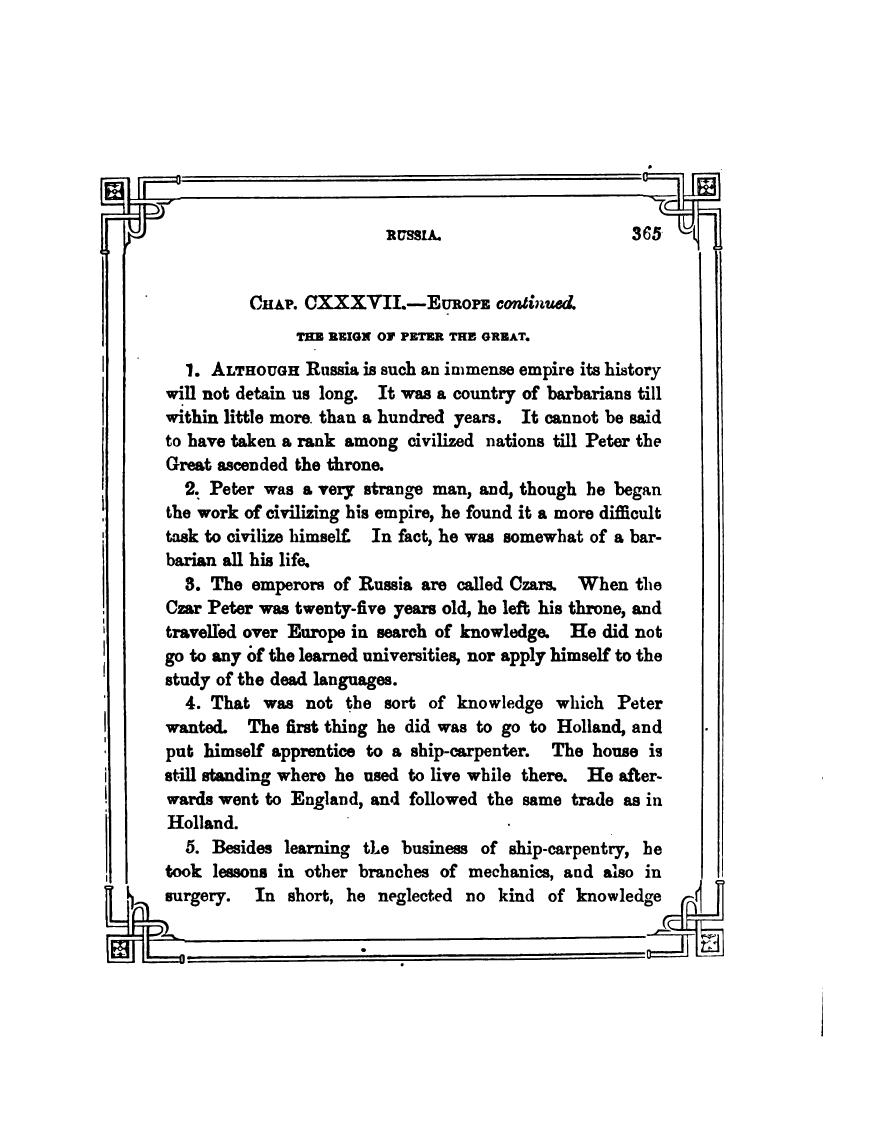 RUSSIA. 365
CHAP. CXXXVII.—EUROPE continued.
THE REIGN OF PETER THE GREAT.
1. ALTHOUGH Russia is such an immense empire its history
will not detain us long. It was a country of barbarians till
within little more than a hundred years. It cannot be said
to have taken a rank among civilized nations till Peter the
Great ascended the throne.
2. Peter was a very strange man, and, though he began
the work of civilizing his empire, he found it a more difficult
task to civilize himself. In fact, he was somewhat of a bar-
barian all his life.
3. The emperors of Russia are called Czars. When the
Czar Peter was twenty-five years old, he left his throne, and
travelled over Europe in search of knowledge. He did not
go to any of the learned universities, nor apply himself to the
study of the dead languages.
4. That was not the sort of knowledge which Peter
wanted. The first thing he did was to go to Holland, and
put himself apprentice to a ship-carpenter. The house is
still standing where he used to live while there. He after-
wards went to England, and followed the same trade as in
Holland.
5. Besides learning the business of ship-carpentry, he
took lessons in other branches of mechanics, and also in
surgery. In short, he neglected no kind of knowledge